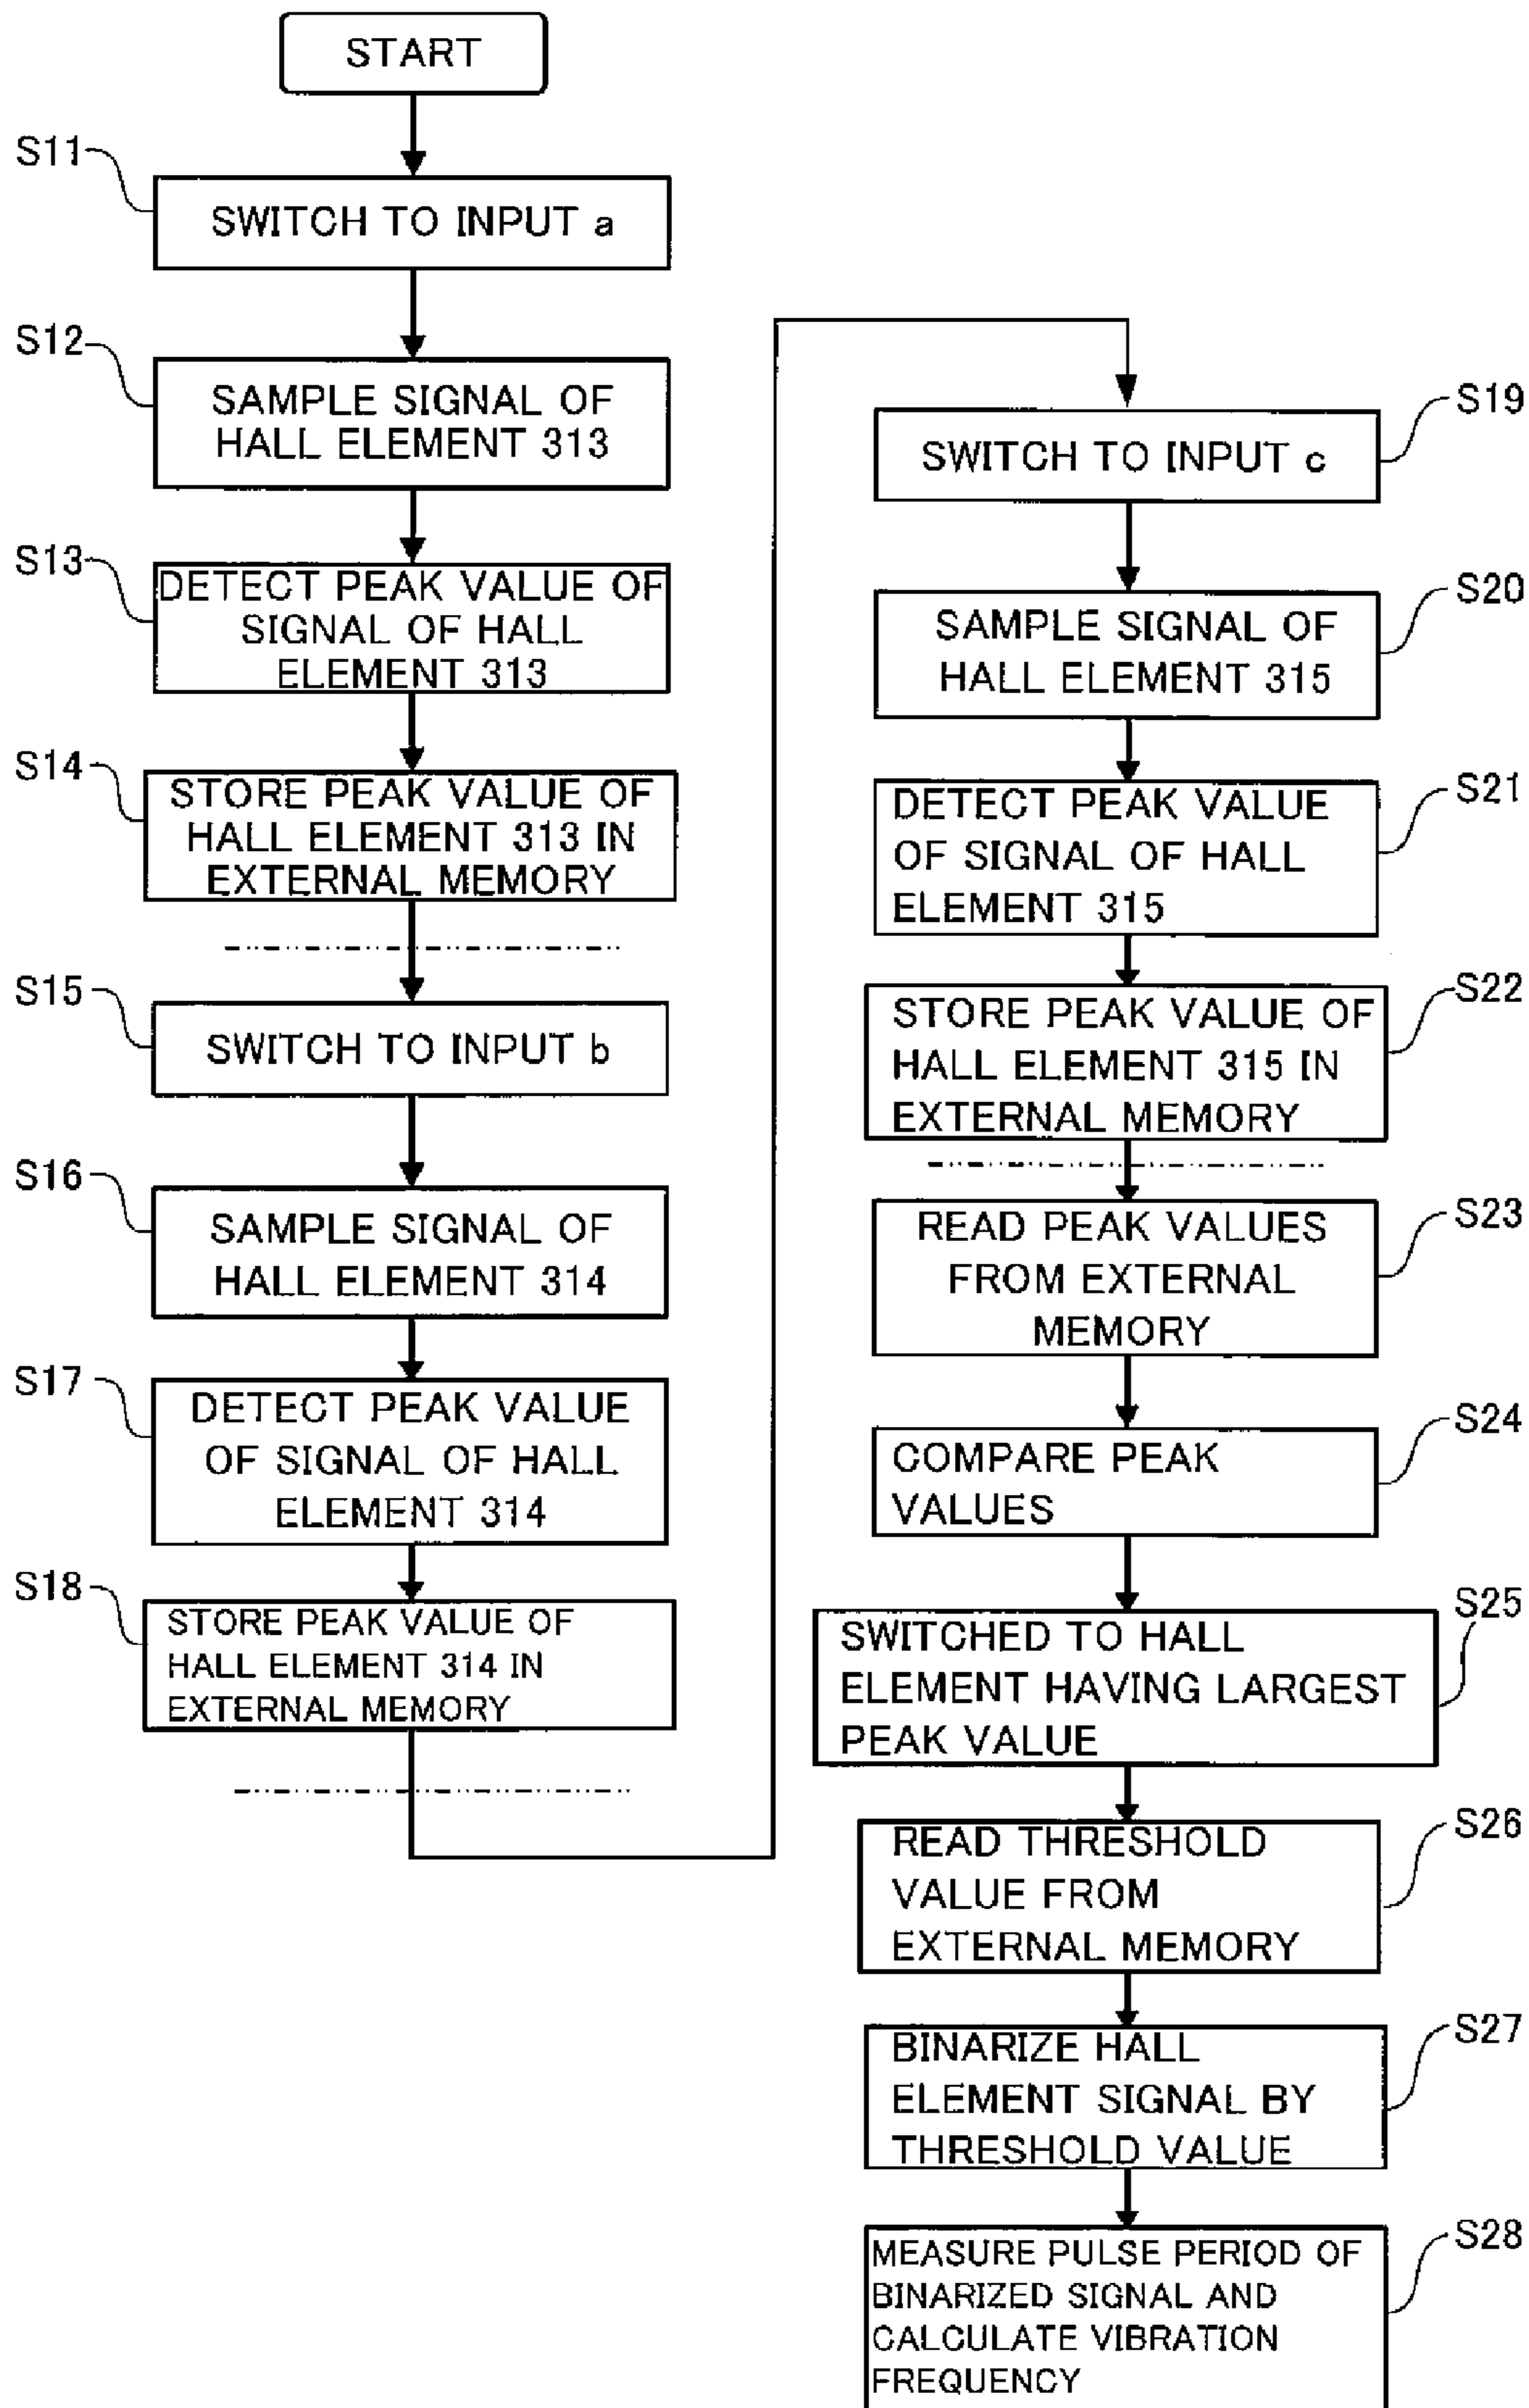 START
S11
SWITCH TO INPUT a
S12
SAMPLE SIGNAL OF
HALL ELEMENT 313
S13
DETECT PEAK VALUE OF
SIGNAL OF HALL
ELEMENT 313
S14
STORE PEAK VALUE OF
HALL ELEMENT 313 IN
EXTERNAL MEMORY
S15
SWITCH TO INPUT b
S16
SAMPLE SIGNAL OF
HALL ELEMENT 314
S17
DETECT PEAK VALUE
OF SIGNAL OF HALL
ELEMENT 314
S18
STORE PEAK VALUE OF
HALL ELEMENT 314 IN
EXTERNAL MEMORY
S19
SWITCH TO INPUT c
S20
SAMPLE SIGNAL OF
HALL ELEMENT 315
S21
DETECT PEAK VALUE
OF SIGNAL OF HALL
ELEMENT 315
S22
STORE PEAK VALUE OF
HALL ELEMENT 315 IN
EXTERNAL MEMORY
S23
READ PEAK VALUES
FROM EXTERNAL
MEMORY
S24
COMPARE PEAK
VALUES
S25
SWITCHED TO HALL
ELEMENT HAVING LARGEST
PEAK VALUE
S26
READ THRESHOLD
VALUE FROM
EXTERNAL MEMORY
S27
BINARIZE HALL
ELEMENT SIGNAL BY
THRESHOLD VALUE
S28
MEASURE PULSE PERIOD OF
BINARIZED SIGNAL AND
CALCULATE VIBRATION
FREQUENCY